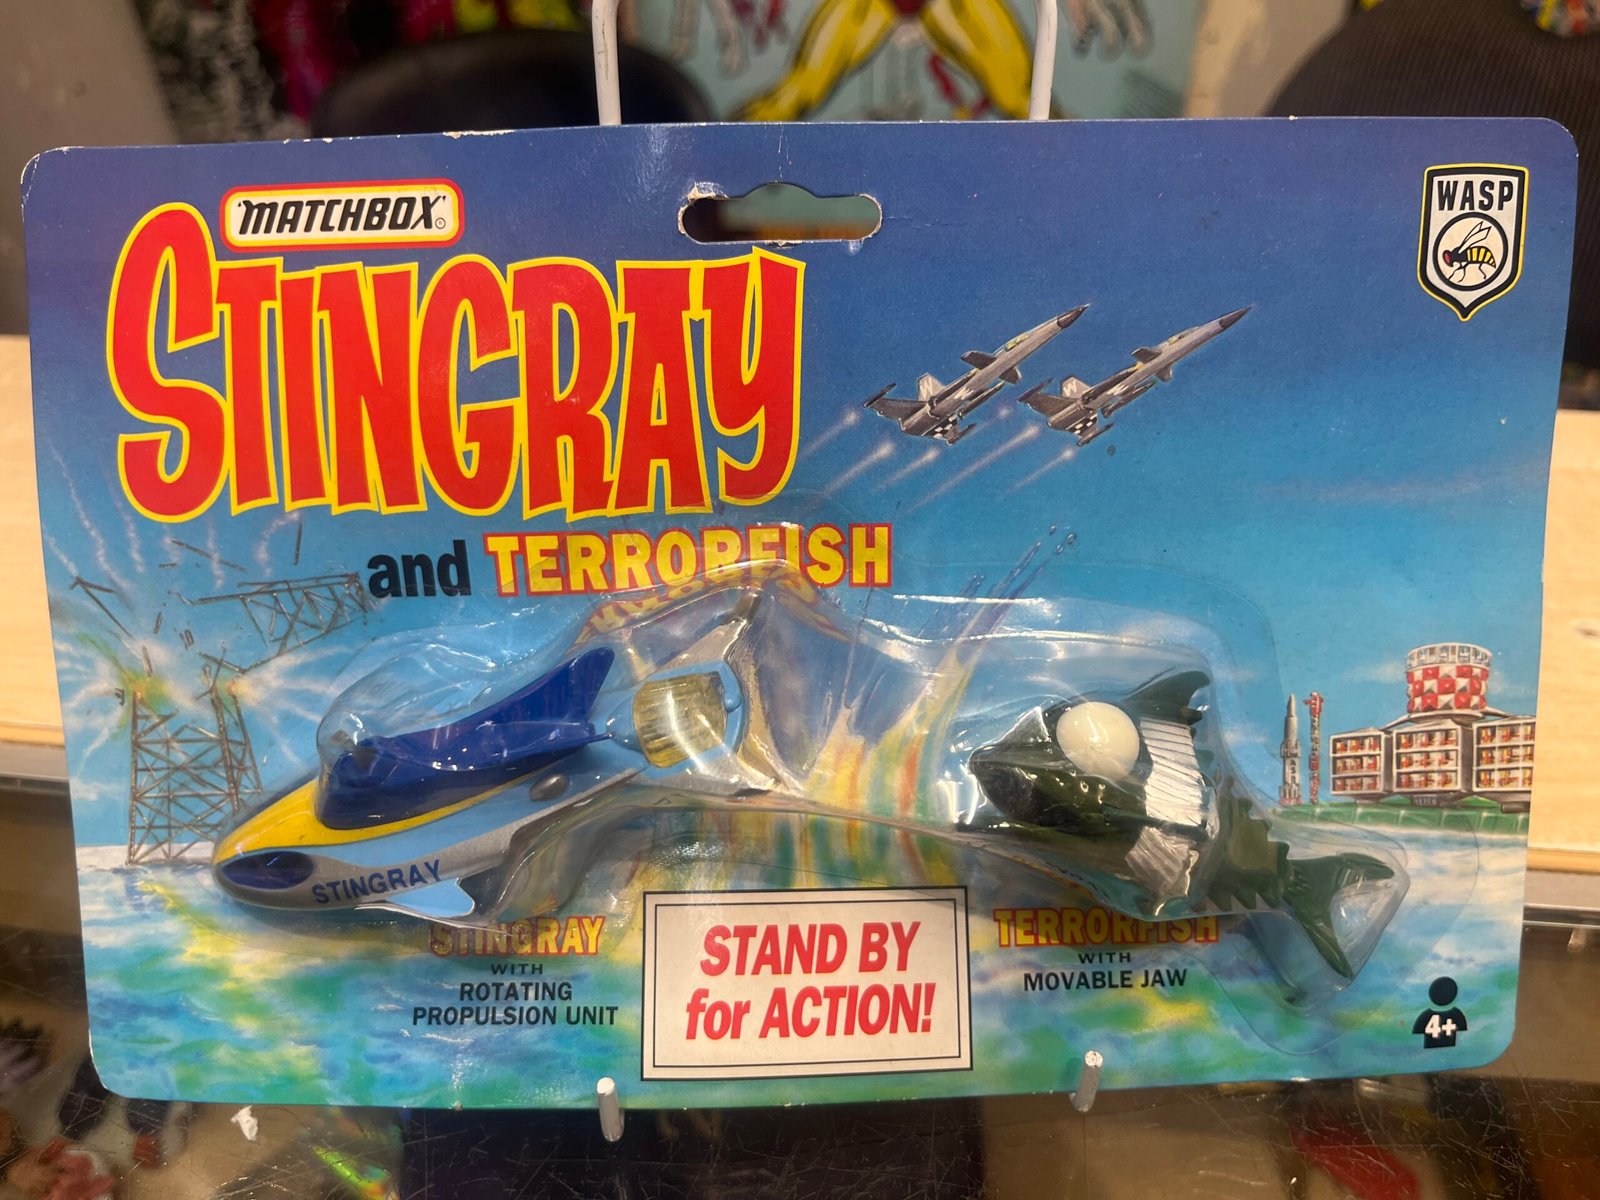 'MATCHBOX'®
STINGRAY
and TERRORFISH
WASP
STINGRAY
STINGRAY
WITH
ROTATING
PROPULSION UNIT
STAND BY
for ACTION!
TERRORFISH
WITH
MOVABLE JAW
4+